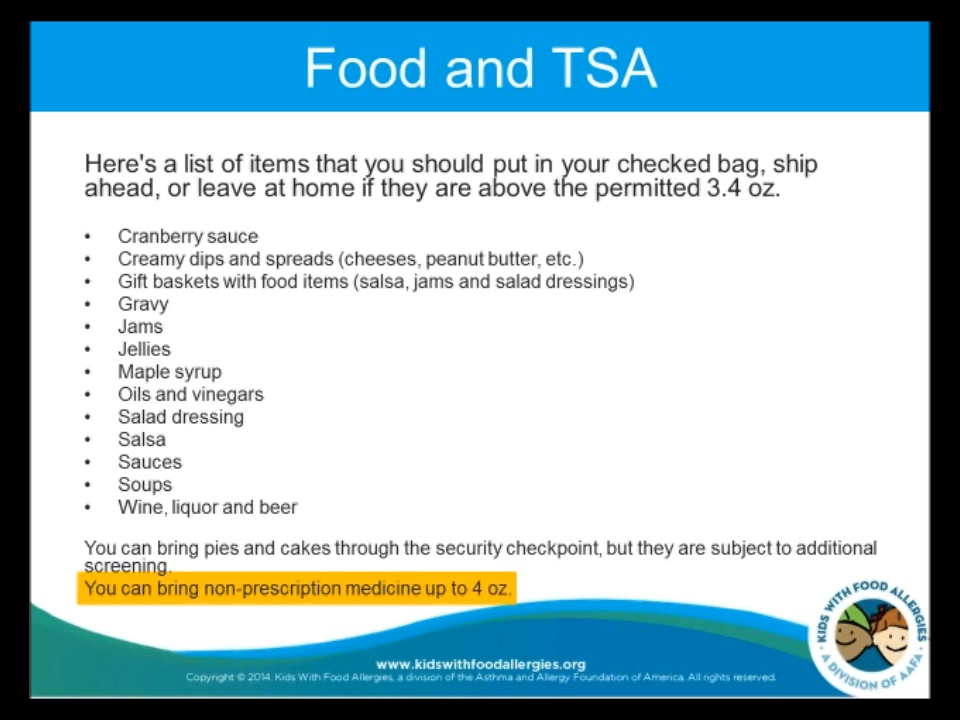 Food and TSA
Here's a list of items that you should put in your checked bag, ship
ahead, or leave at home if they are above the permitted 3.4 oz.
• Cranberry sauce
• Creamy dips and spreads (cheeses, peanut butter, etc.)
• Gift baskets with food items (salsa, jams and salad dressings)
• Gravy
• Jams
• Jellies
• Maple syrup
• Oils and vinegars
• Salad dressing
• Salsa
• Sauces
• Soups
• Wine, liquor and beer
You can bring pies and cakes through the security checkpoint, but they are subject to additional
screening.
You can bring non-prescription medicine up to 4 oz.
KIDS WITH FOOD ALLERGIES
· A DIVISION OF AAFA ·
www.kidswithfoodallergies.org
Copyright © 2014. Kids With Food Allergies, a division of the Asthma and Allergy Foundation of America. All rights reserved.